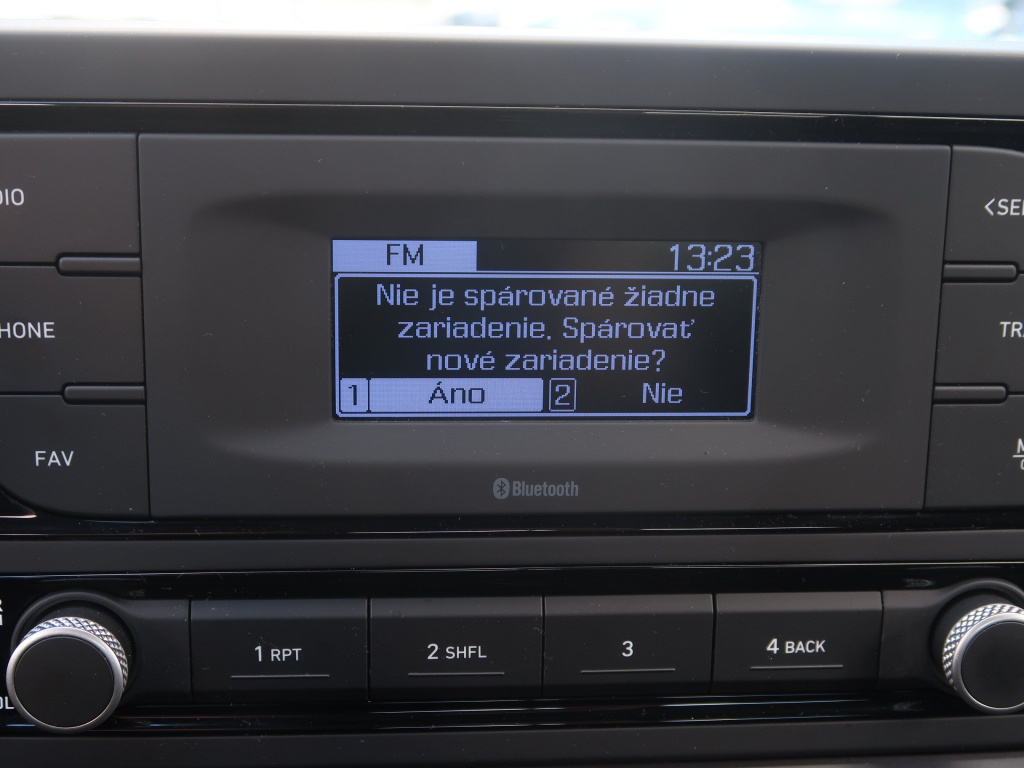 FM 13:23
Nie je spárované žiadne
zariadenie. Spárovať
nové zariadenie?
1 Áno 2 Nie
FAV
Bluetooth
1 RPT
2 SHFL
3
4 BACK